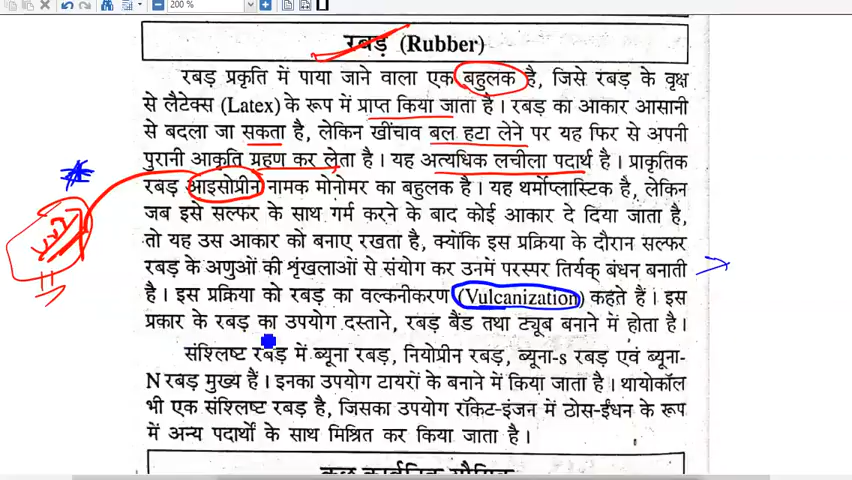 200 %
रबड़ (Rubber)
रबड़ प्रकृति में पाया जाने वाला एक बहुलक है, जिसे रबड़ के वृक्ष
से लैटेक्स (Latex) के रूप में प्राप्त किया जाता है। रबड़ का आकार आसानी
से बदला जा सकता है, लेकिन खींचाव बल हटा लेने पर यह फिर से अपनी
पुरानी आकृति ग्रहण कर लेता है। यह अत्यधिक लचीला पदार्थ है। प्राकृतिक
रबड़ आइसोप्रीन नामक मोनोमर का बहुलक है। यह थर्मोप्लास्टिक है, लेकिन
जब इसे सल्फर के साथ गर्म करने के बाद कोई आकार दे दिया जाता है,
तो यह उस आकार को बनाए रखता है, क्योंकि इस प्रक्रिया के दौरान सल्फर
रबड़ के अणुओं की शृंखलाओं से संयोग कर उनमें परस्पर तिर्यक् बंधन बनाती
है। इस प्रक्रिया को रबड़ का वल्कनीकरण (Vulcanization) कहते हैं। इस
प्रकार के रबड़ का उपयोग दस्ताने, रबड़ बैंड तथा ट्यूब बनाने में होता है।
संश्लिष्ट रबड़ में ब्यूना रबड़, नियोप्रीन रबड़, ब्यूना-s रबड़ एवं ब्यूना-
N रबड़ मुख्य हैं। इनका उपयोग टायरों के बनाने में किया जाता है। थायोकॉल
भी एक संश्लिष्ट रबड़ है, जिसका उपयोग रॉकेट-इंजन में ठोस-ईंधन के रूप
में अन्य पदार्थों के साथ मिश्रित कर किया जाता है।